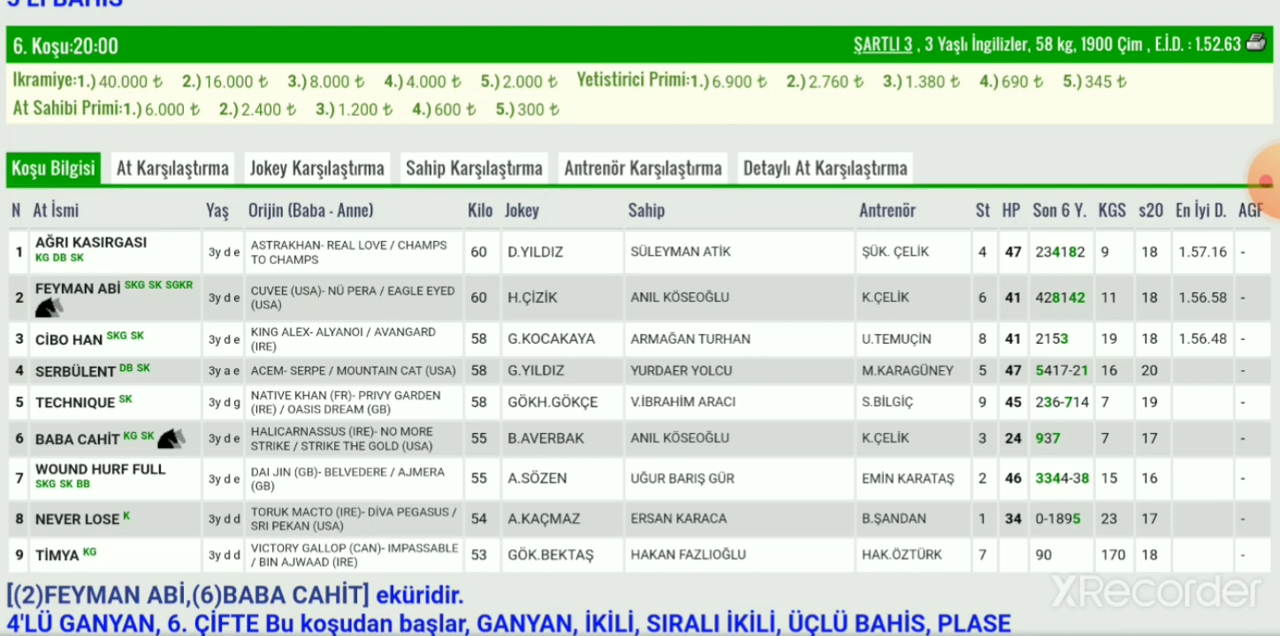 5'Lİ BAHİS
6. Koşu:20:00 ŞARTLI 3 , 3 Yaşlı İngilizler, 58 kg, 1900 Çim , E.İ.D. : 1.52.63
Ikramiye:1.) 40.000 ₺ 2.) 16.000 ₺ 3.) 8.000 ₺ 4.) 4.000 ₺ 5.) 2.000 ₺ Yetistirici Primi:1.) 6.900 ₺ 2.) 2.760 ₺ 3.) 1.380 ₺ 4.) 690 ₺ 5.) 345 ₺
At Sahibi Primi:1.) 6.000 ₺ 2.) 2.400 ₺ 3.) 1.200 ₺ 4.) 600 ₺ 5.) 300 ₺
Koşu Bilgisi At Karşılaştırma Jokey Karşılaştırma Sahip Karşılaştırma Antrenör Karşılaştırma Detaylı At Karşılaştırma
N At İsmi Yaş Orijin (Baba - Anne) Kilo Jokey Sahip Antrenör St HP Son 6 Y. KGS s20 En İyi D. AGF
1 AĞRI KASIRGASI KG DB SK 3y d e ASTRAKHAN- REAL LOVE / CHAMPS TO CHAMPS 60 D.YILDIZ SÜLEYMAN ATİK ŞÜK. ÇELİK 4 47 234182 9 18 1.57.16 -
2 FEYMAN ABİ SKG SK SGKR 3y d e CUVEE (USA)- NÜ PERA / EAGLE EYED (USA) 60 H.ÇİZİK ANIL KÖSEOĞLU K.ÇELİK 6 41 428142 11 18 1.56.58 -
3 CİBO HAN SKG SK 3y d e KING ALEX- ALYANOI / AVANGARD (IRE) 58 G.KOCAKAYA ARMAĞAN TURHAN U.TEMUÇİN 8 41 2153 19 18 1.56.48 -
4 SERBÜLENT DB SK 3y a e ACEM- SERPE / MOUNTAIN CAT (USA) 58 G.YILDIZ YURDAER YOLCU M.KARAGÜNEY 5 47 5417-21 16 20 -
5 TECHNIQUE SK 3y d g NATIVE KHAN (FR)- PRIVY GARDEN (IRE) / OASIS DREAM (GB) 58 GÖKH.GÖKÇE V.İBRAHİM ARACI S.BİLGİÇ 9 45 236-714 7 19 -
6 BABA CAHİT KG SK 3y d e HALICARNASSUS (IRE)- NO MORE STRIKE / STRIKE THE GOLD (USA) 55 B.AVERBAK ANIL KÖSEOĞLU K.ÇELİK 3 24 937 7 17 -
7 WOUND HURF FULL SKG SK BB 3y d e DAI JIN (GB)- BELVEDERE / AJMERA (GB) 55 A.SÖZEN UĞUR BARIŞ GÜR EMİN KARATAŞ 2 46 3344-38 15 16 -
8 NEVER LOSE K 3y d d TORUK MACTO (IRE)- DİVA PEGASUS / SRI PEKAN (USA) 54 A.KAÇMAZ ERSAN KARACA B.ŞANDAN 1 34 0-1895 23 17 -
9 TİMYA KG 3y d d VICTORY GALLOP (CAN)- IMPASSABLE / BIN AJWAAD (IRE) 53 GÖK.BEKTAŞ HAKAN FAZLIOĞLU HAK.ÖZTÜRK 7 90 170 18 -
[(2)FEYMAN ABİ,(6)BABA CAHİT] eküridir.
XRecorder
4'LÜ GANYAN, 6. ÇİFTE Bu koşudan başlar, GANYAN, İKİLİ, SIRALI İKİLİ, ÜÇLÜ BAHİS, PLASE